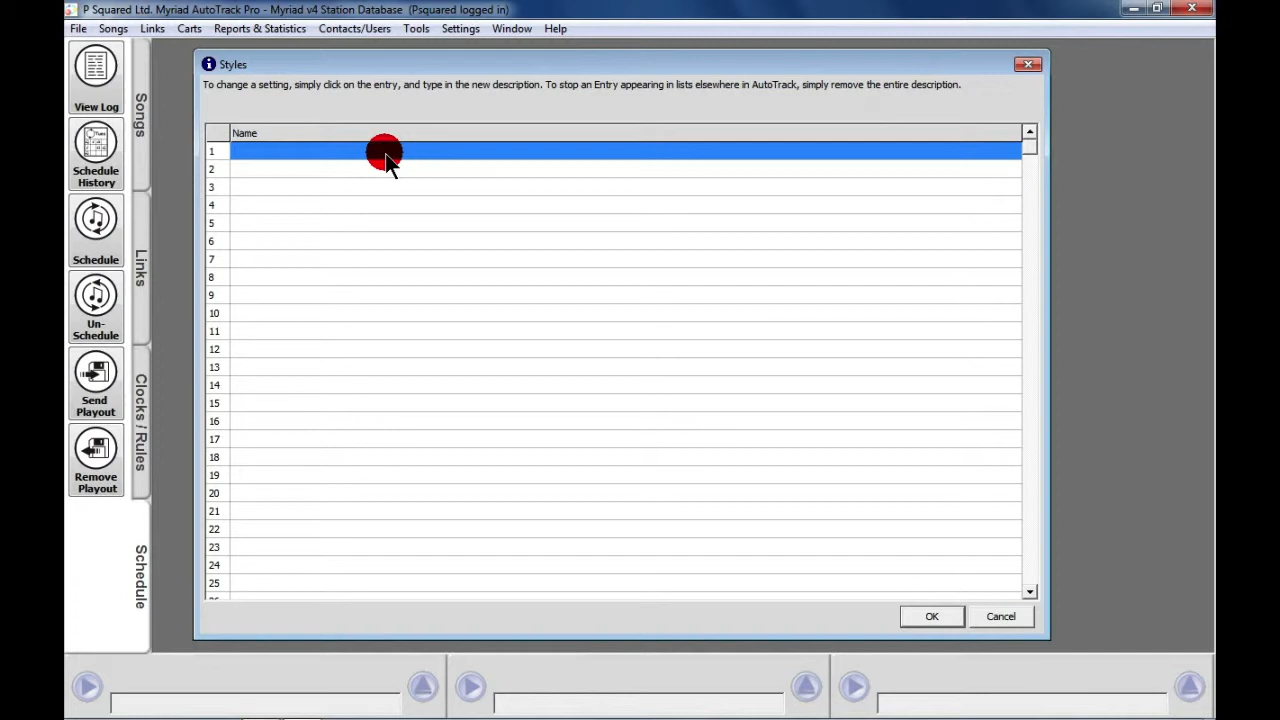 P Squared Ltd. Myriad AutoTrack Pro - Myriad v4 Station Database (Psquared logged in)
File Songs Links Carts Reports & Statistics Contacts/Users Tools Settings Window Help
View Log
Schedule
History
Schedule
Un-
Schedule
Send
Playout
Remove
Playout
Songs
Links
Clocks / Rules
Schedule
Styles
To change a setting, simply click on the entry, and type in the new description. To stop an Entry appearing in lists elsewhere in AutoTrack, simply remove the entire description.
Name
1
2
3
4
5
6
7
8
9
10
11
12
13
14
15
16
17
18
19
20
21
22
23
24
25
OK Cancel